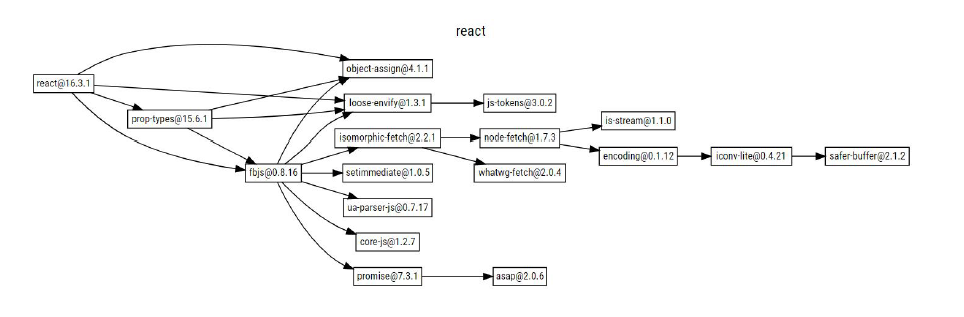 react
object-assign@4.1.1
react@16.3.1
loose-envify@1.3.1
js-tokens@3.0.2
prop-types@15.6.1
is-stream@1.1.0
isomorphic-fetch@2.2.1
node-fetch@1.7.3
encoding@0.1.12
iconv-lite@0.4.21
safer-buffer@2.1.2
fbjs@0.8.16
setimmediate@1.0.5
whatwg-fetch@2.0.4
ua-parser-js@0.7.17
core-js@1.2.7
promise@7.3.1
asap@2.0.6